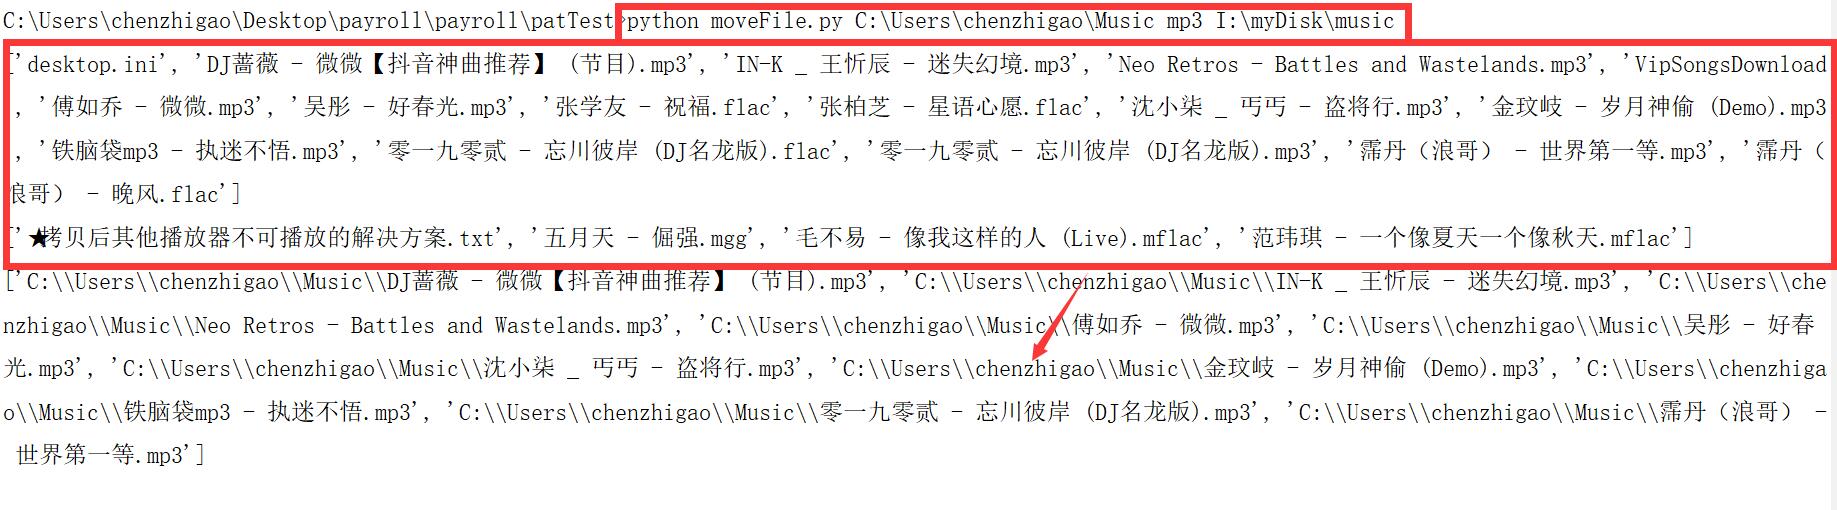 C:\Users\chenzhigao\Desktop\payroll\payroll\patTest>python moveFile.py C:\Users\chenzhigao\Music mp3 I:\myDisk\music
['desktop.ini', 'DJ蔷薇 - 微微【抖音神曲推荐】 (节目).mp3', 'IN-K _ 王忻辰 - 迷失幻境.mp3', 'Neo Retros - Battles and Wastelands.mp3', 'VipSongsDownload
, '傅如乔 - 微微.mp3', '吴彤 - 好春光.mp3', '张学友 - 祝福.flac', '张柏芝 - 星语心愿.flac', '沈小柒 _ 丐丐 - 盗将行.mp3', '金玟岐 - 岁月神偷 (Demo).mp3
, '铁脑袋mp3 - 执迷不悟.mp3', '零一九零贰 - 忘川彼岸 (DJ名龙版).flac', '零一九零贰 - 忘川彼岸 (DJ名龙版).mp3', '霈丹（浪哥） - 世界第一等.mp3', '霈丹（
浪哥） - 晚风.flac']
['★拷贝后其他播放器不可播放的解决方案.txt', '五月天 - 倔强.mgg', '毛不易 - 像我这样的人 (Live).mflac', '范玮琪 - 一个像夏天一个像秋天.mflac']
['C:\\Users\\chenzhigao\\Music\\DJ蔷薇 - 微微【抖音神曲推荐】 (节目).mp3', 'C:\\Users\\chenzhigao\\Music\\IN-K _ 王忻辰 - 迷失幻境.mp3', 'C:\\Users\\che
nzhigao\\Music\\Neo Retros - Battles and Wastelands.mp3', 'C:\\Users\\chenzhigao\\Music\\傅如乔 - 微微.mp3', 'C:\\Users\\chenzhigao\\Music\\吴彤 - 好春
光.mp3', 'C:\\Users\\chenzhigao\\Music\\沈小柒 _ 丐丐 - 盗将行.mp3', 'C:\\Users\\chenzhigao\\Music\\金玟岐 - 岁月神偷 (Demo).mp3', 'C:\\Users\\chenzhiga
o\\Music\\铁脑袋mp3 - 执迷不悟.mp3', 'C:\\Users\\chenzhigao\\Music\\零一九零贰 - 忘川彼岸 (DJ名龙版).mp3', 'C:\\Users\\chenzhigao\\Music\\霈丹（浪哥） -
世界第一等.mp3']